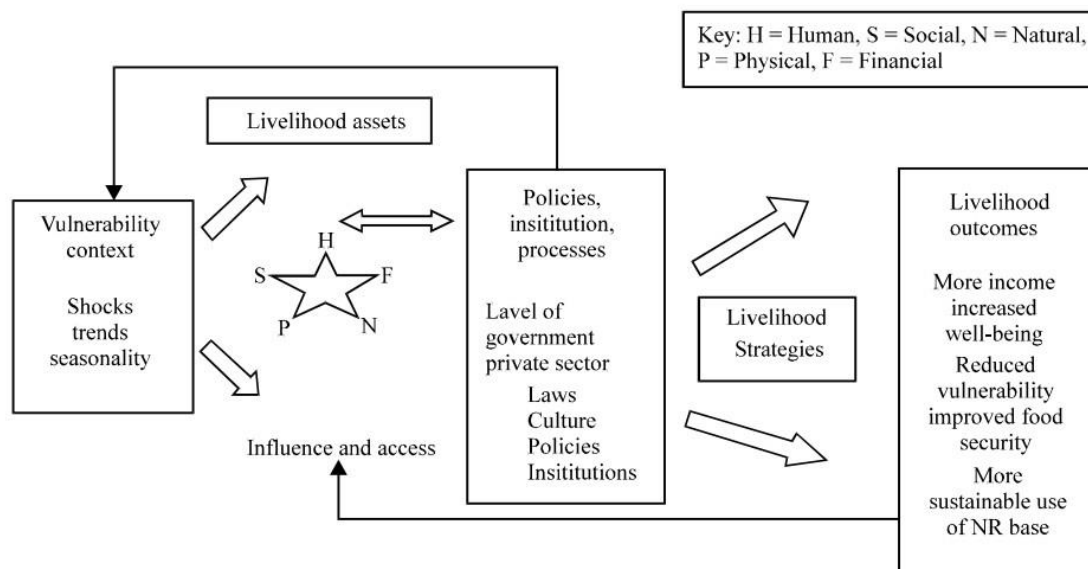 Key: H = Human, S = Social, N = Natural,
P = Physical, F = Financial
Livelihood assets
Vulnerability
context
Shocks
trends
seasonality
H
S
F
P
N
Influence and access
Policies,
insititution,
processes
Lavel of
government
private sector
Laws
Culture
Policies
Insititutions
Livelihood
Strategies
Livelihood
outcomes
More income
increased
well-being
Reduced
vulnerability
improved food
security
More
sustainable use
of NR base